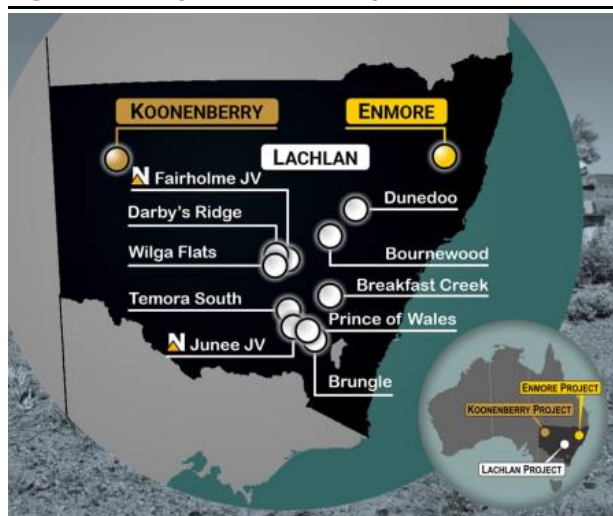 KOONENBERRY
ENMORE
LACHLAN
N Fairholme JV
Dunedoo
Darby's Ridge
Wilga Flats
Bournewood
Breakfast Creek
Temora South
Prince of Wales
N Junee JV
Brungle
ENMORE PROJECT
KOONENBERRY PROJECT
LACHLAN PROJECT